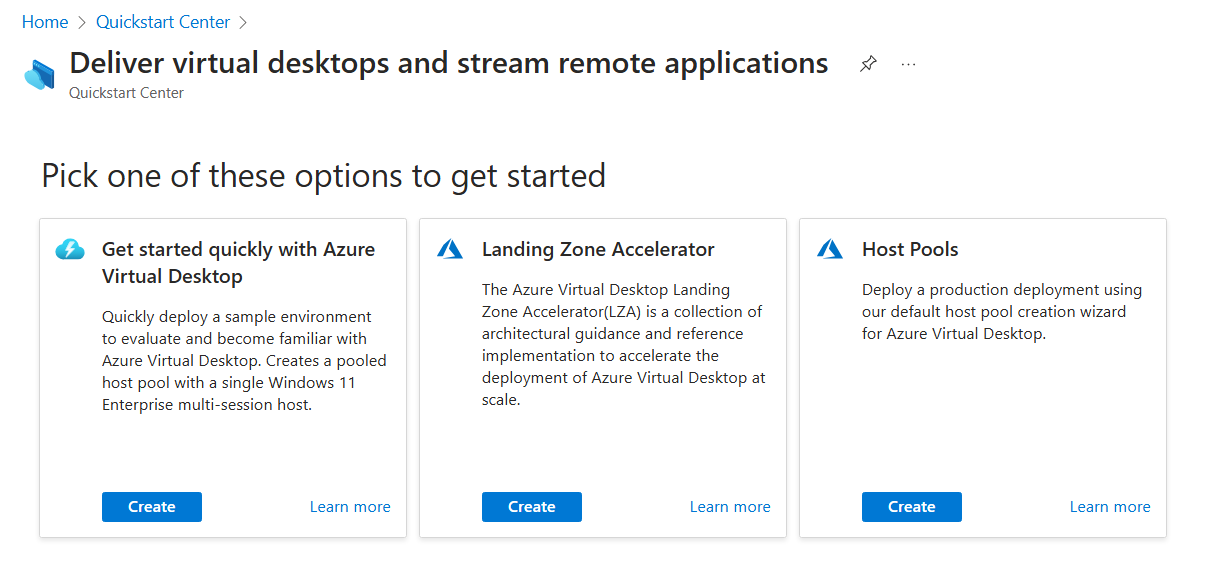 Home > Quickstart Center >
Deliver virtual desktops and stream remote applications
Quickstart Center
Pick one of these options to get started
Get started quickly with Azure
Virtual Desktop
Quickly deploy a sample environment
to evaluate and become familiar with
Azure Virtual Desktop. Creates a pooled
host pool with a single Windows 11
Enterprise multi-session host.
Create
Learn more
Landing Zone Accelerator
The Azure Virtual Desktop Landing
Zone Accelerator(LZA) is a collection of
architectural guidance and reference
implementation to accelerate the
deployment of Azure Virtual Desktop at
scale.
Create
Learn more
Host Pools
Deploy a production deployment using
our default host pool creation wizard
for Azure Virtual Desktop.
Create
Learn more